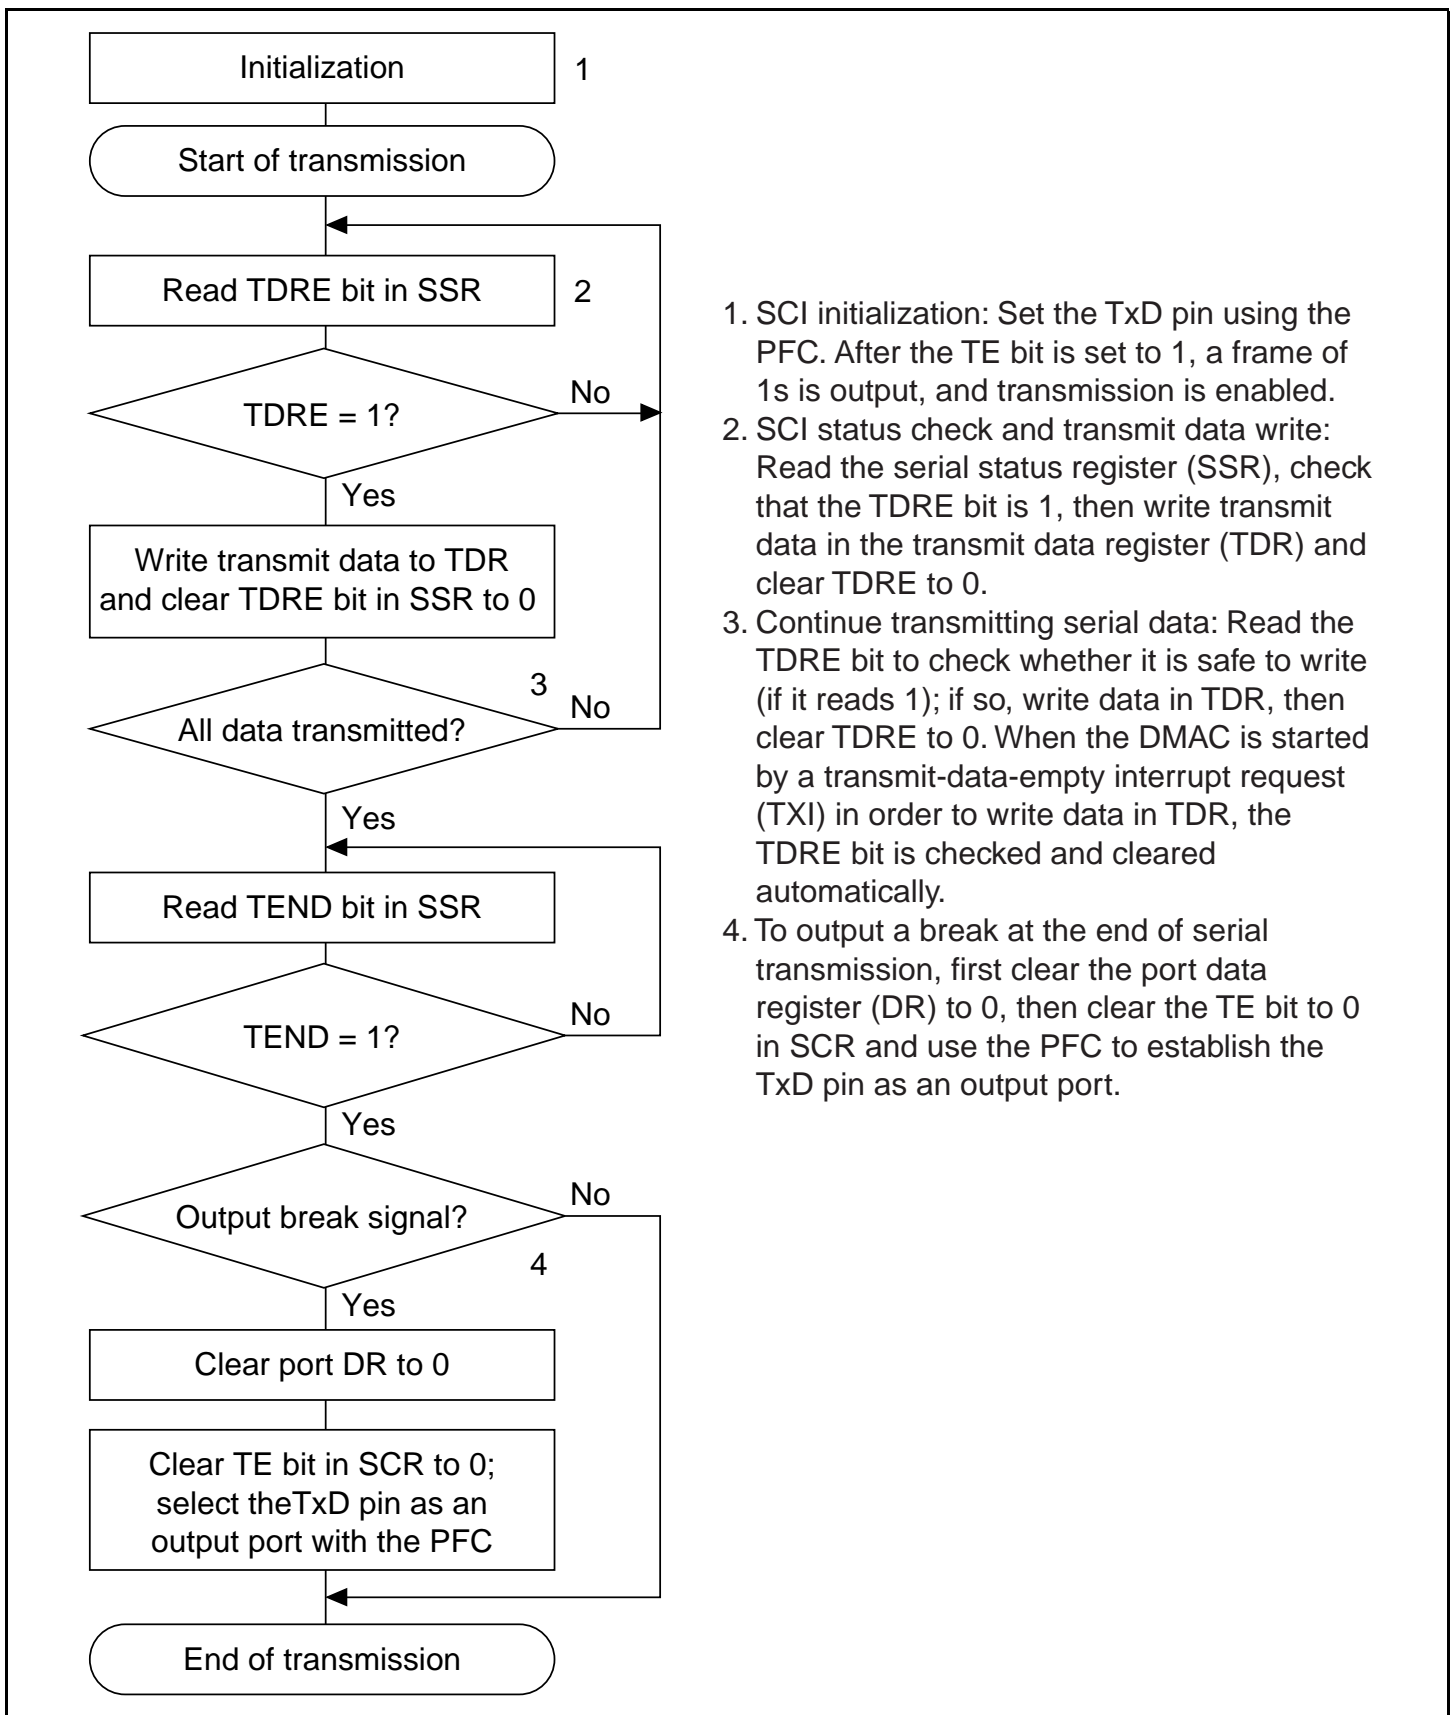 Initialization
1
Start of transmission
Read TDRE bit in SSR
2
TDRE = 1?
No
Yes
Write transmit data to TDR
and clear TDRE bit in SSR to 0
3
All data transmitted?
No
Yes
Read TEND bit in SSR
TEND = 1?
No
Yes
Output break signal?
No
4
Yes
Clear port DR to 0
Clear TE bit in SCR to 0;
select theTxD pin as an
output port with the PFC
End of transmission
1. SCI initialization: Set the TxD pin using the
PFC. After the TE bit is set to 1, a frame of
1s is output, and transmission is enabled.
2. SCI status check and transmit data write:
Read the serial status register (SSR), check
that the TDRE bit is 1, then write transmit
data in the transmit data register (TDR) and
clear TDRE to 0.
3. Continue transmitting serial data: Read the
TDRE bit to check whether it is safe to write
(if it reads 1); if so, write data in TDR, then
clear TDRE to 0. When the DMAC is started
by a transmit-data-empty interrupt request
(TXI) in order to write data in TDR, the
TDRE bit is checked and cleared
automatically.
4. To output a break at the end of serial
transmission, first clear the port data
register (DR) to 0, then clear the TE bit to 0
in SCR and use the PFC to establish the
TxD pin as an output port.